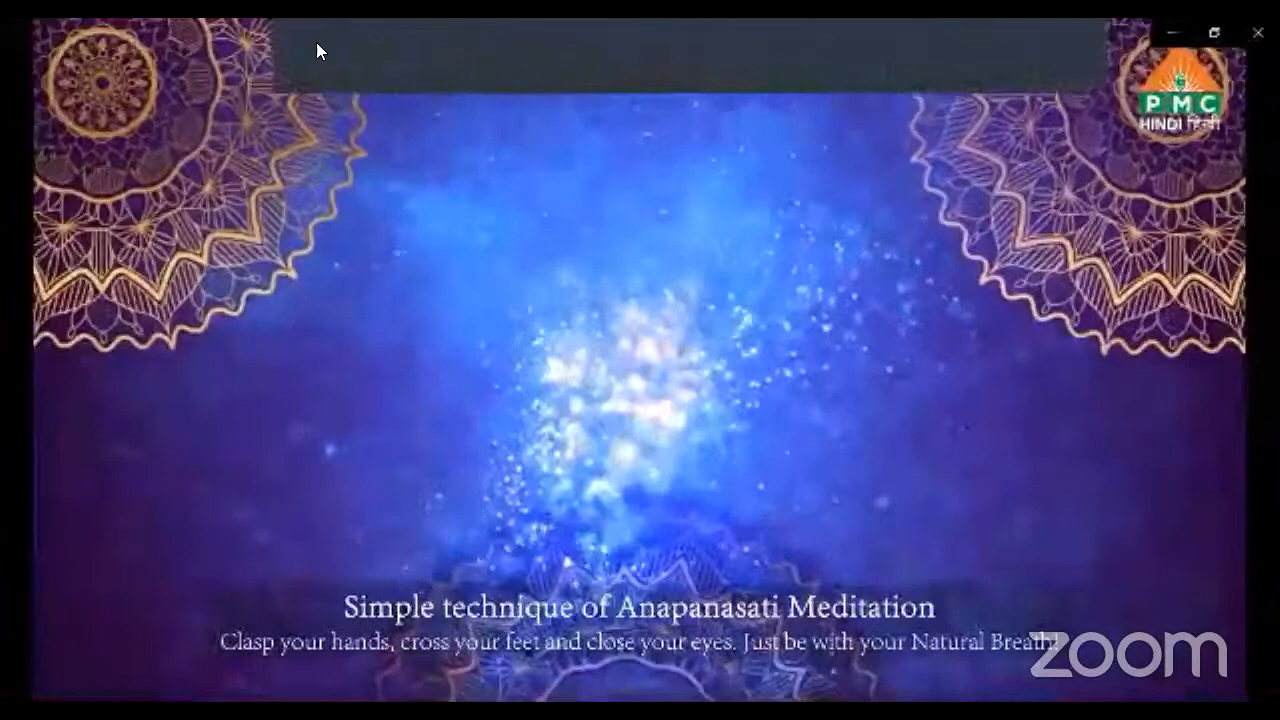 PMC
HINDI हिन्दी
Simple technique of Anapanasati Meditation
Clasp your hands, cross your feet and close your eyes. Just be with your Natural Breath!
zoom